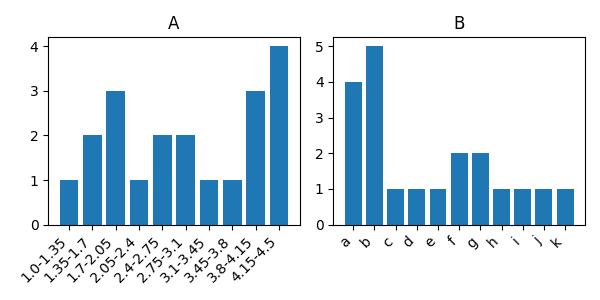 A
4
3
2
1
0
1.0-1.35
1.35-1.7
1.7-2.05
2.05-2.4
2.4-2.75
2.75-3.1
3.1-3.45
3.45-3.8
3.8-4.15
4.15-4.5
B
5
4
3
2
1
0
a
b
c
d
e
f
g
h
i
j
k